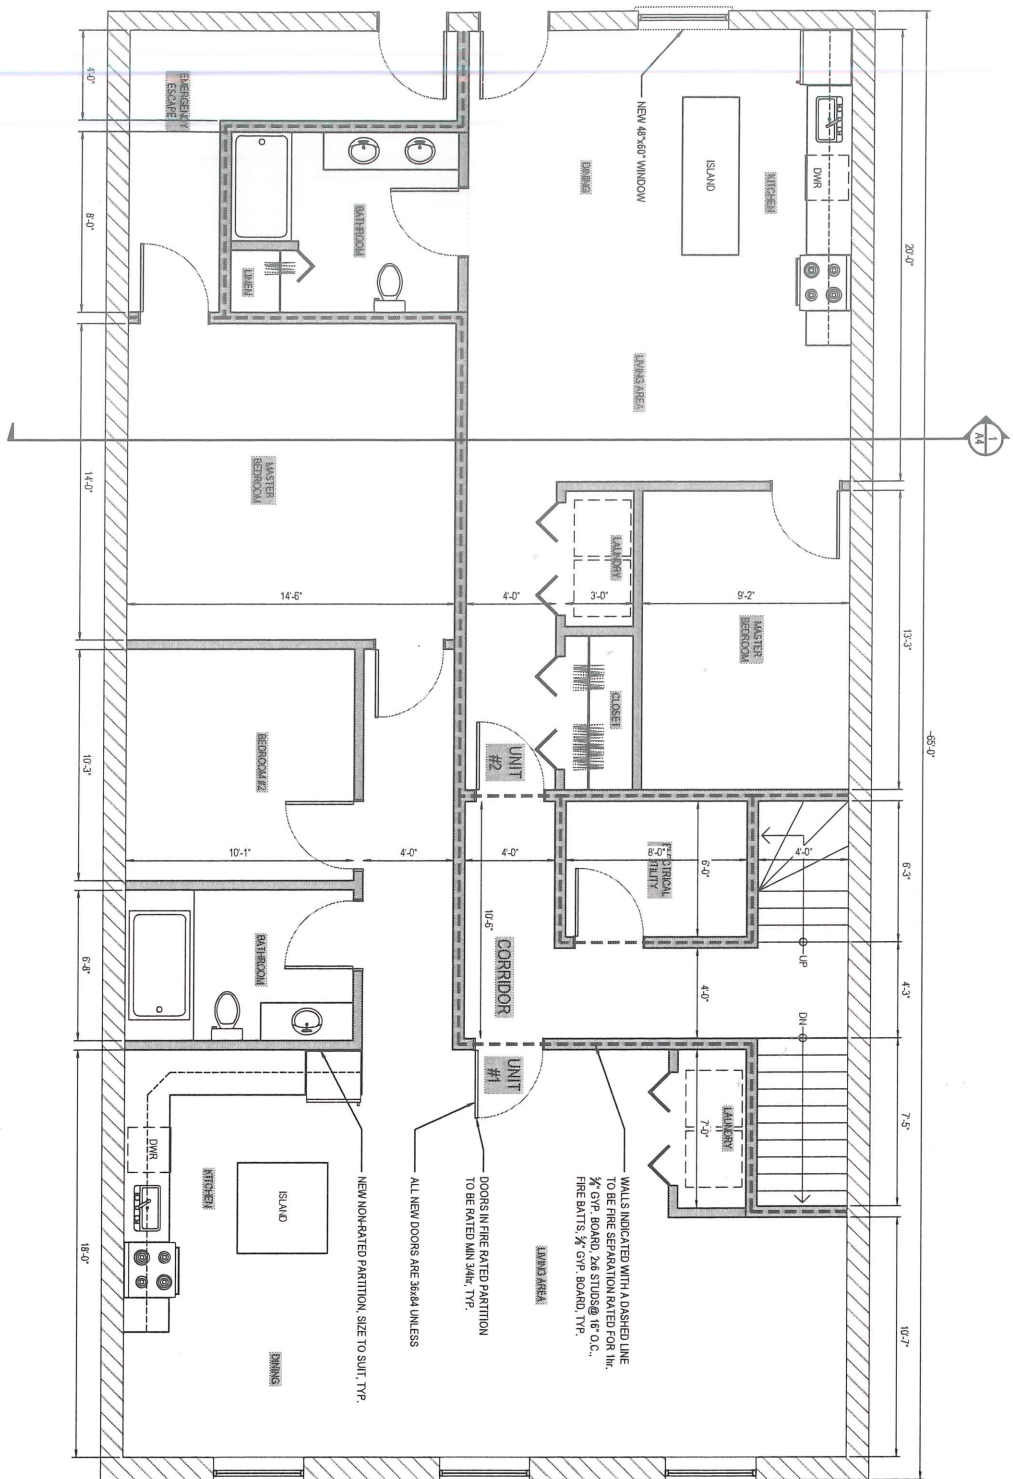 EMERGENCY
ESCAPE
4'-0"
8'-0"
14'-0"
10'-3"
6'-8"
18'-0"
NEW 48"x60" WINDOW
DINING
ISLAND
KITCHEN
DWR
20'-0"
BATHROOM
LINEN
LIVING AREA
1
A4
MASTER
BEDROOM
14'-6"
4'-0"
3'-0"
9'-2"
LAUNDRY
CLOSET
MASTER
BEDROOM
13'-3"
~65'-0"
UNIT
#2
BEDROOM #2
10'-1"
4'-0"
4'-0"
8'-0"
6'-0"
4'-0"
6'-3"
UP
10'-6"
CORRIDOR
4'-0"
4'-3"
DN
BATHROOM
UNIT
#1
LAUNDRY
7'-0"
7'-5"
WALLS INDICATED WITH A DASHED LINE
TO BE FIRE SEPARATION RATED FOR 1hr.
⅝" GYP. BOARD, 2x6 STUDS@ 16" O.C.,
FIRE BATTS, ⅝" GYP. BOARD, TYP.
DOORS IN FIRE RATED PARTITION
TO BE RATED MIN 3/4hr, TYP.
ALL NEW DOORS ARE 36x84 UNLESS
NEW NON-RATED PARTITION, SIZE TO SUIT, TYP.
DWR
KITCHEN
ISLAND
LIVING AREA
DINING
10'-7"